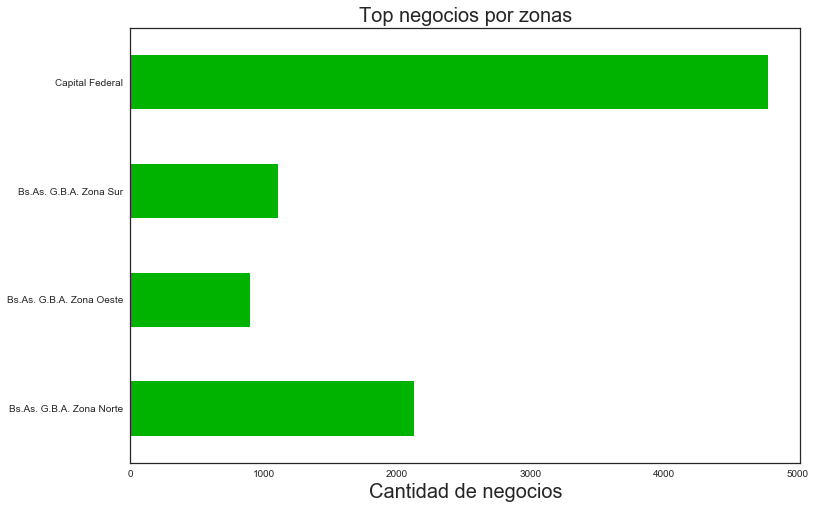 Top negocios por zonas
Capital Federal
Bs.As. G.B.A. Zona Sur
Bs.As. G.B.A. Zona Oeste
Bs.As. G.B.A. Zona Norte
0 1000 2000 3000 4000 5000
Cantidad de negocios